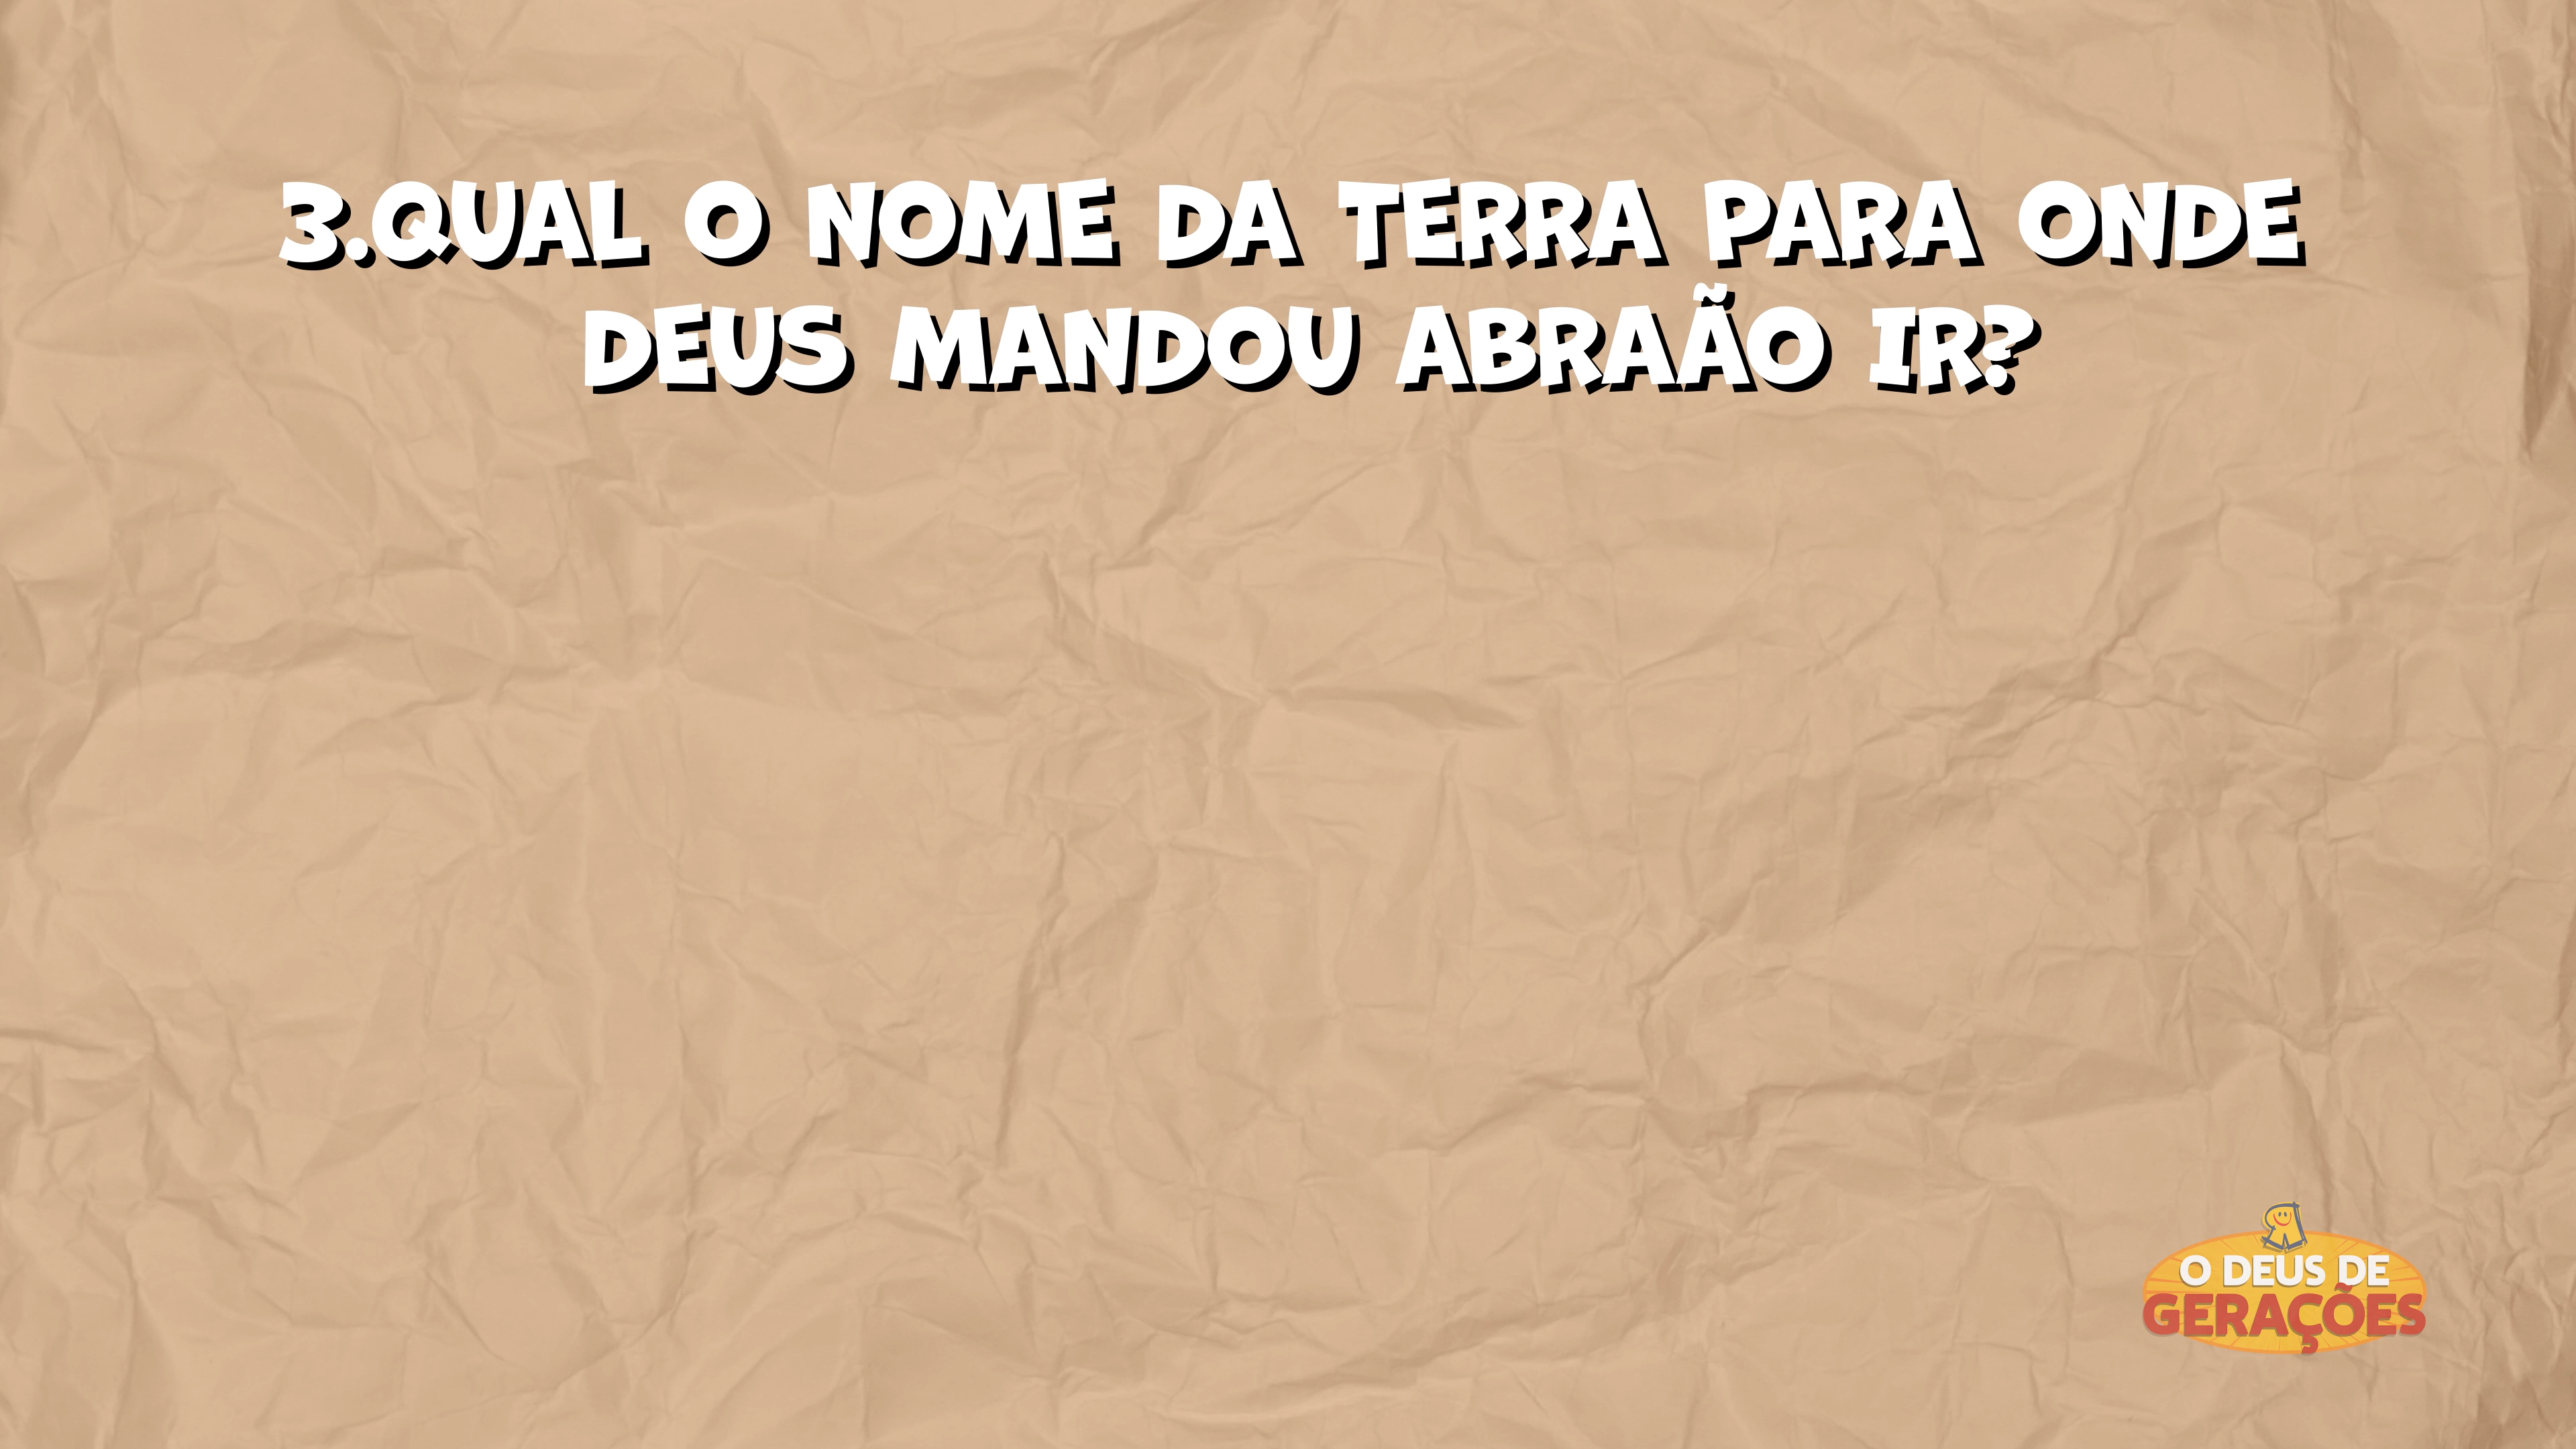 3.QUAL O NOME DA TERRA PARA ONDE
DEUS MANDOU ABRAÃO IR?
O DEUS DE
GERAÇÕES